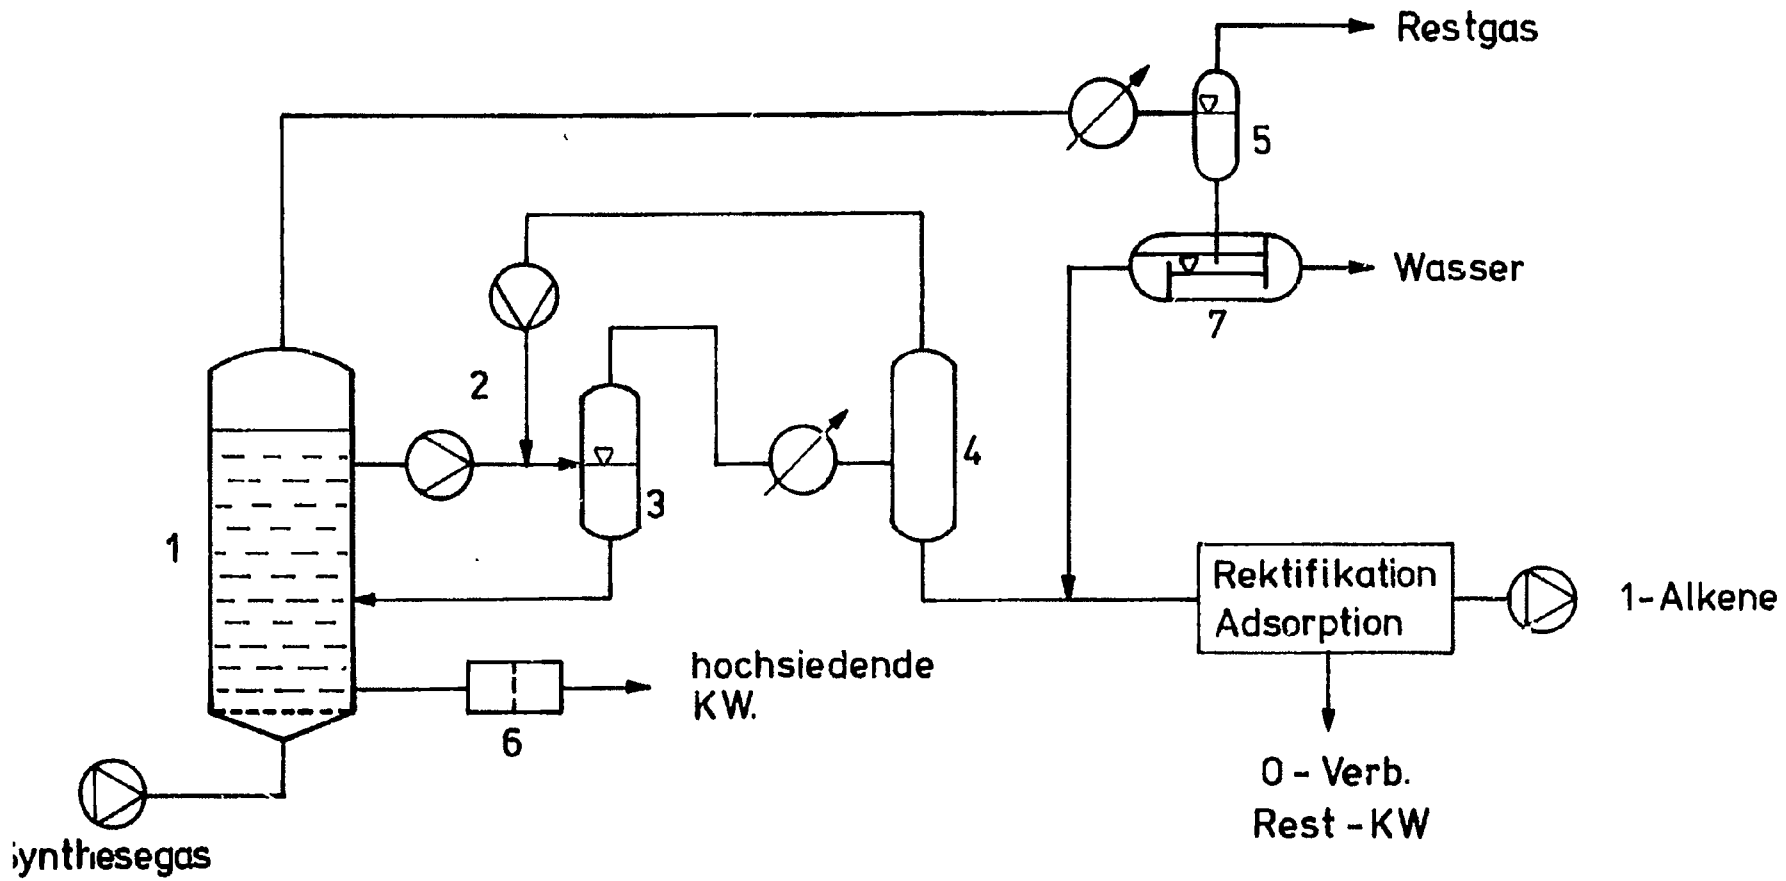 Restgas
5
Wasser
7
2
4
3
1
Rektifikation
Adsorption
1-Alkene
hochsiedende
KW.
6
O - Verb.
Rest - KW
ynthesegas